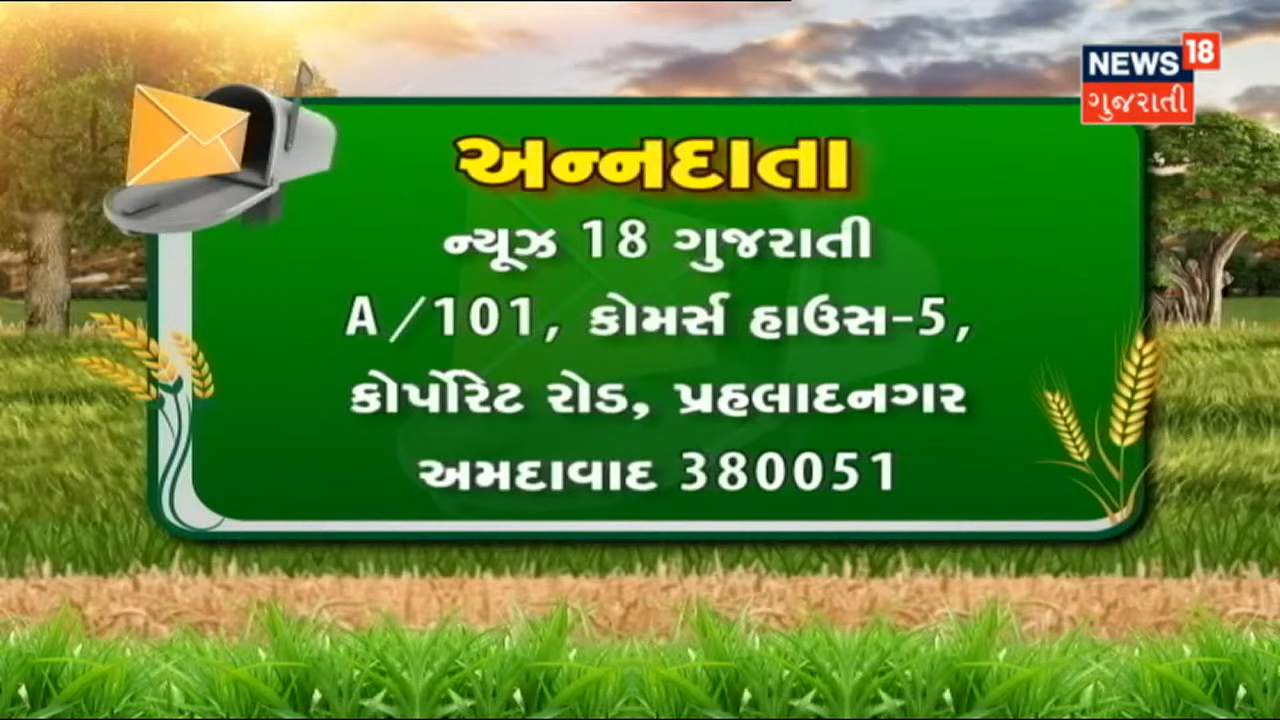 NEWS 18
ગુજરાતી
અન્નદાતા
ન્યૂઝ 18 ગુજરાતી
A/101, કોમર્સ હાઉસ-5,
કોર્પોરેટ રોડ, પ્રહલાદનગર
અમદાવાદ 380051